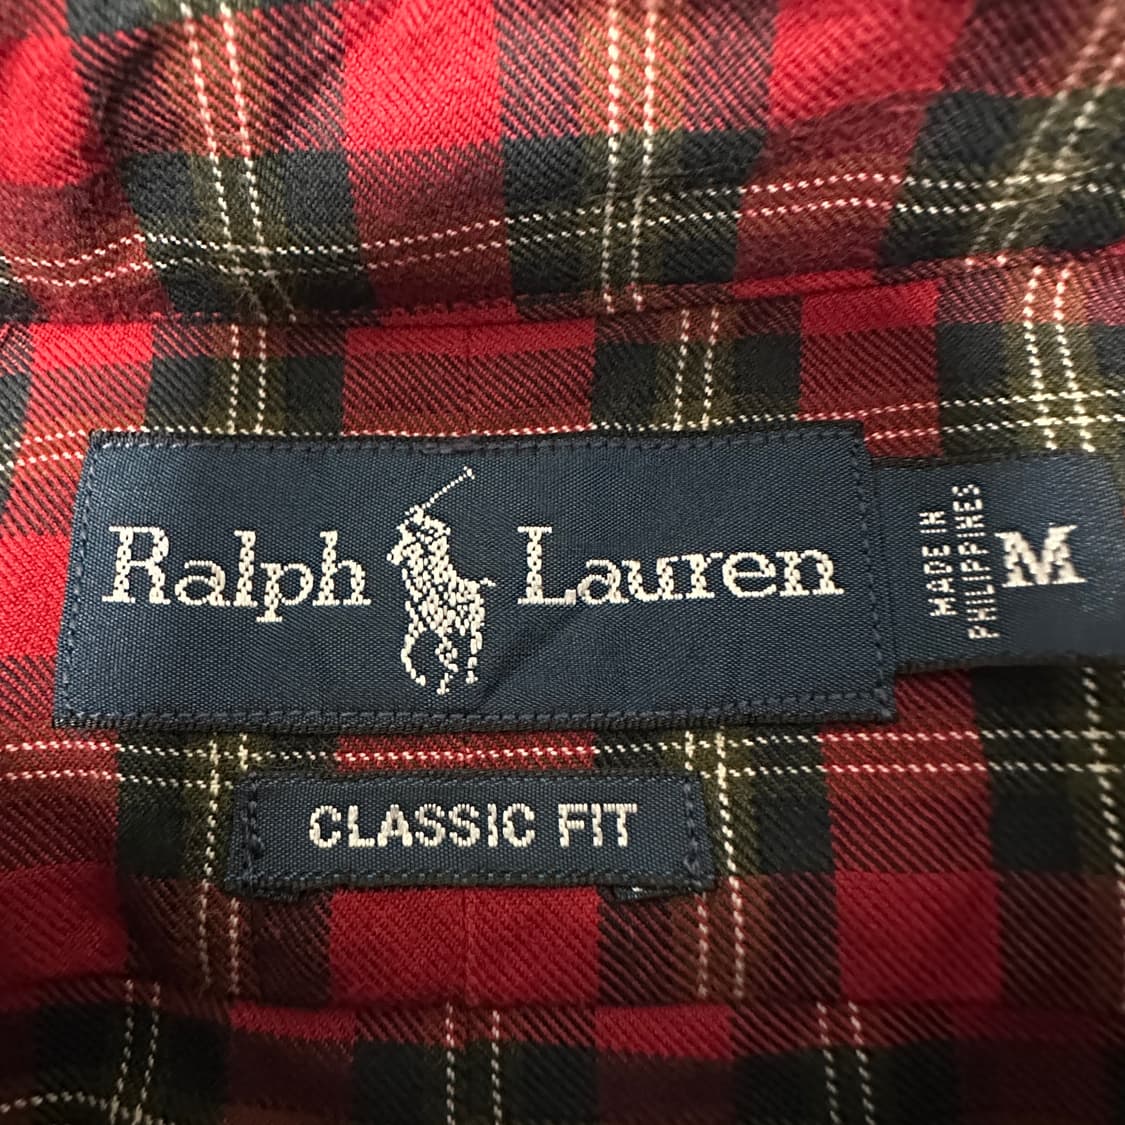 Ralph Lauren
MADE IN
PHILIPPINES
M
CLASSIC FIT